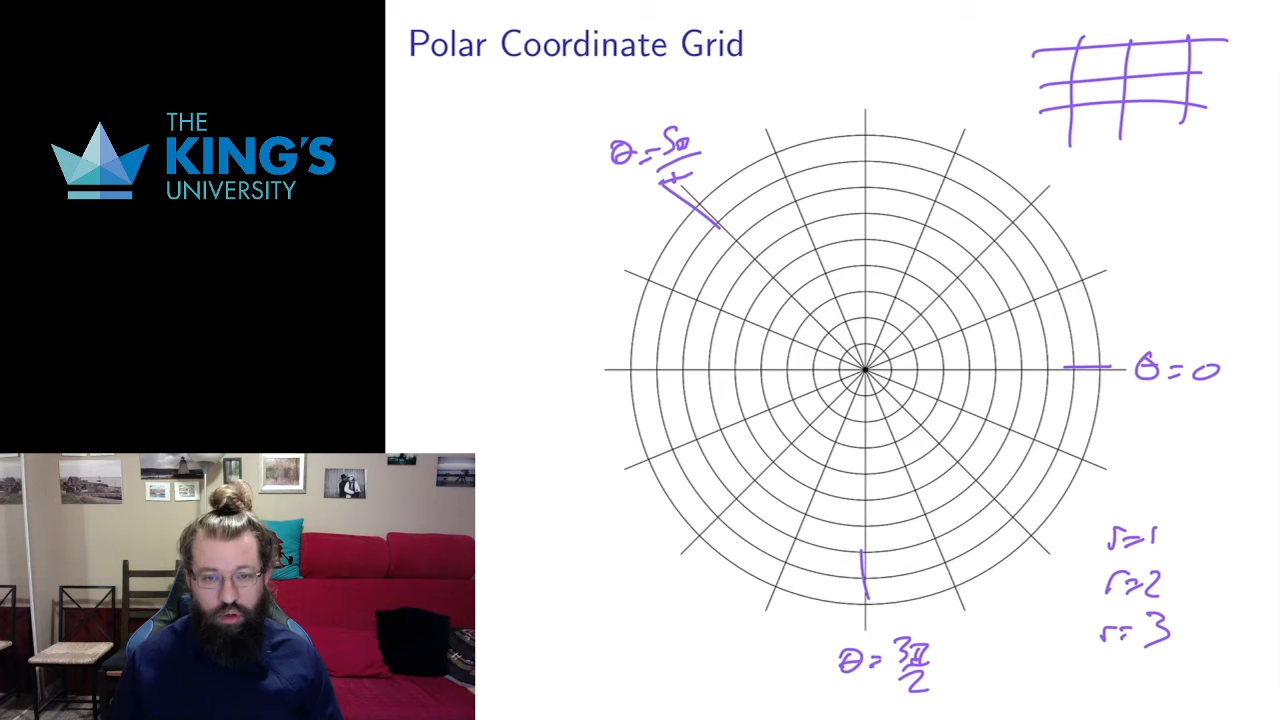 Polar Coordinate Grid
THE
KING'S
UNIVERSITY
θ = 5π/4
θ = 0
r=1
r=2
r=3
θ = 3π/2